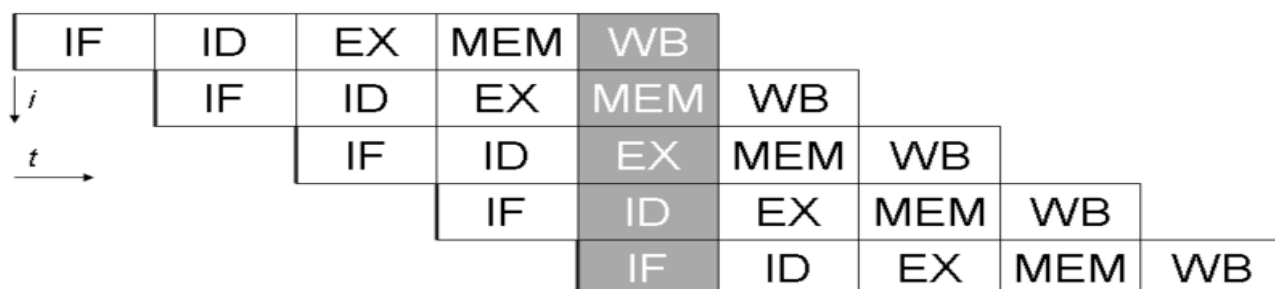 IF ID EX MEM WB
i IF ID EX MEM WB
t IF ID EX MEM WB
IF ID EX MEM WB
IF ID EX MEM WB